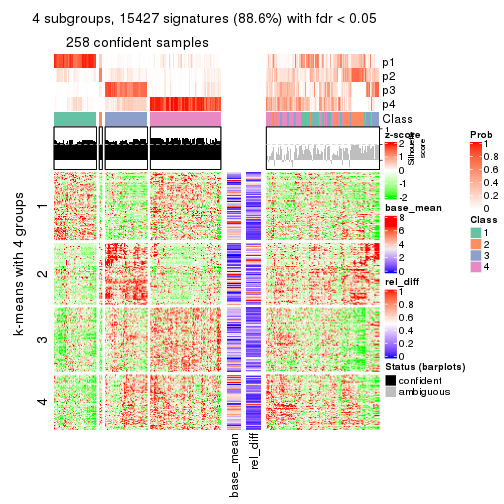 4 subgroups, 15427 signatures (88.6%) with fdr < 0.05
258 confident samples
p1
p2
p3
p4
Class
1
Silhouette
score
z-score
2
1
0
-1
-2
base_mean
8
6
4
2
0
rel_diff
1
0.8
0.6
0.4
0.2
0
Status (barplots)
confident
ambiguous
Prob
1
0.8
0.6
0.4
0.2
0
Class
1
2
3
4
k-means with 4 groups
1
2
3
4
base_mean
rel_diff